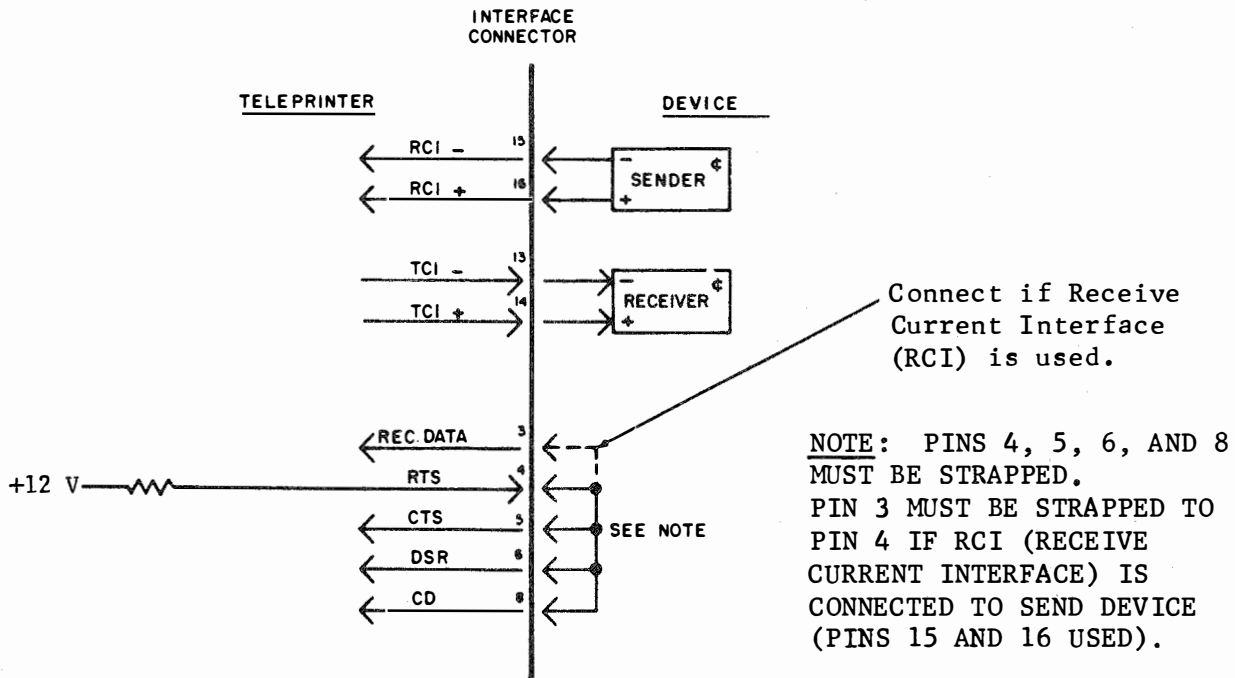 INTERFACE
CONNECTOR
TELEPRINTER
DEVICE
RCI - 15
- SENDER ¢
RCI + 16
+
TCI - 13
- ¢
RECEIVER
TCI + 14
+
Connect if Receive
Current Interface
(RCI) is used.
REC. DATA 3
+12 V RTS 4
CTS 5 SEE NOTE
DSR 6
CD 8
NOTE: PINS 4, 5, 6, AND 8
MUST BE STRAPPED.
PIN 3 MUST BE STRAPPED TO
PIN 4 IF RCI (RECEIVE
CURRENT INTERFACE) IS
CONNECTED TO SEND DEVICE
(PINS 15 AND 16 USED).